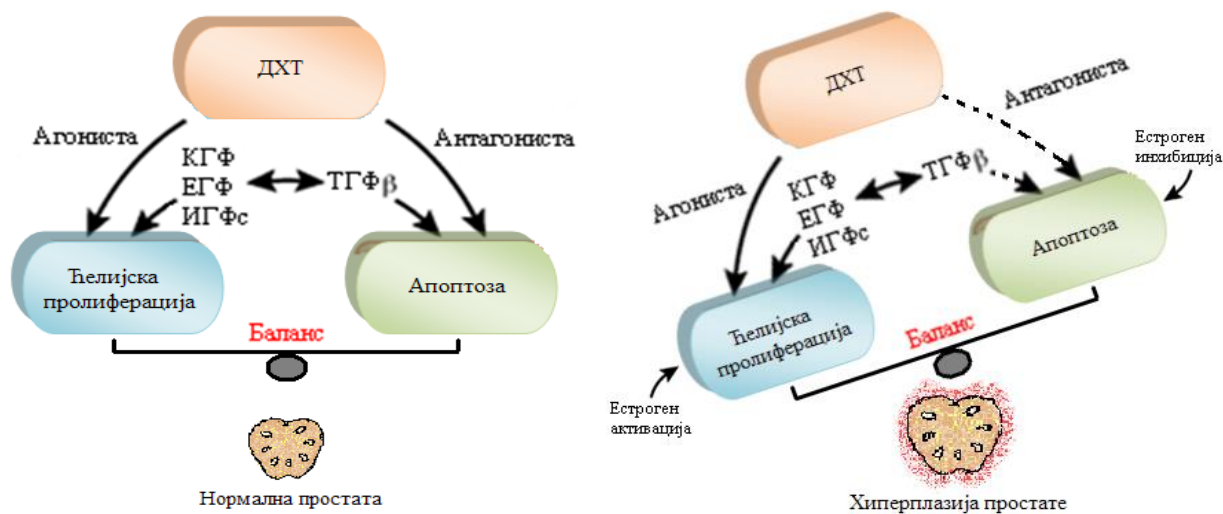 ДХТ
Агониста
Антагониста
КГФ
ЕГФ
ИГФс
ТГФβ
Ћелијска
пролиферација
Апоптоза
Баланс
Нормална простата
ДХТ
Антагониста
Естроген
инхибиција
Агониста
КГФ
ЕГФ
ИГФс
ТГФβ
Апоптоза
Ћелијска
пролиферација
Баланс
Естроген
активација
Хиперплазија простате